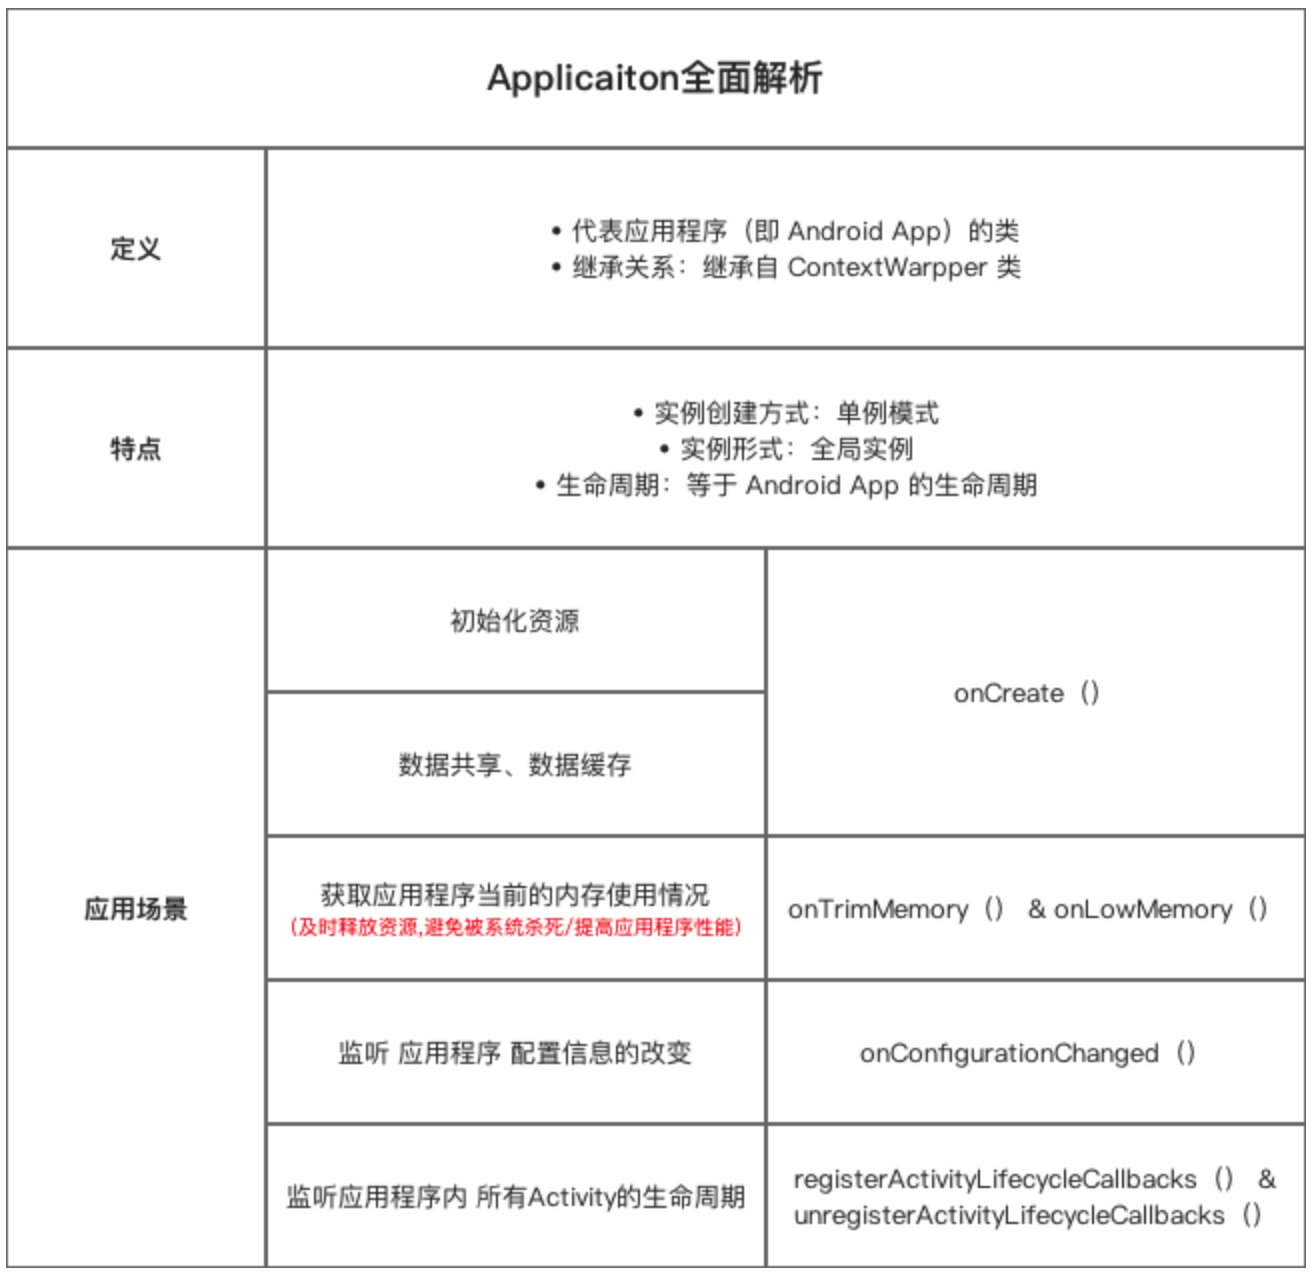 Applicaiton全面解析
定义
• 代表应用程序（即 Android App）的类
• 继承关系：继承自 ContextWarpper 类
特点
• 实例创建方式：单例模式
• 实例形式：全局实例
• 生命周期：等于 Android App 的生命周期
应用场景
初始化资源
onCreate（）
数据共享、数据缓存
获取应用程序当前的内存使用情况
（及时释放资源,避免被系统杀死/提高应用程序性能）
onTrimMemory（） & onLowMemory（）
监听 应用程序 配置信息的改变
onConfigurationChanged（）
监听应用程序内 所有Activity的生命周期
registerActivityLifecycleCallbacks（） &
unregisterActivityLifecycleCallbacks（）